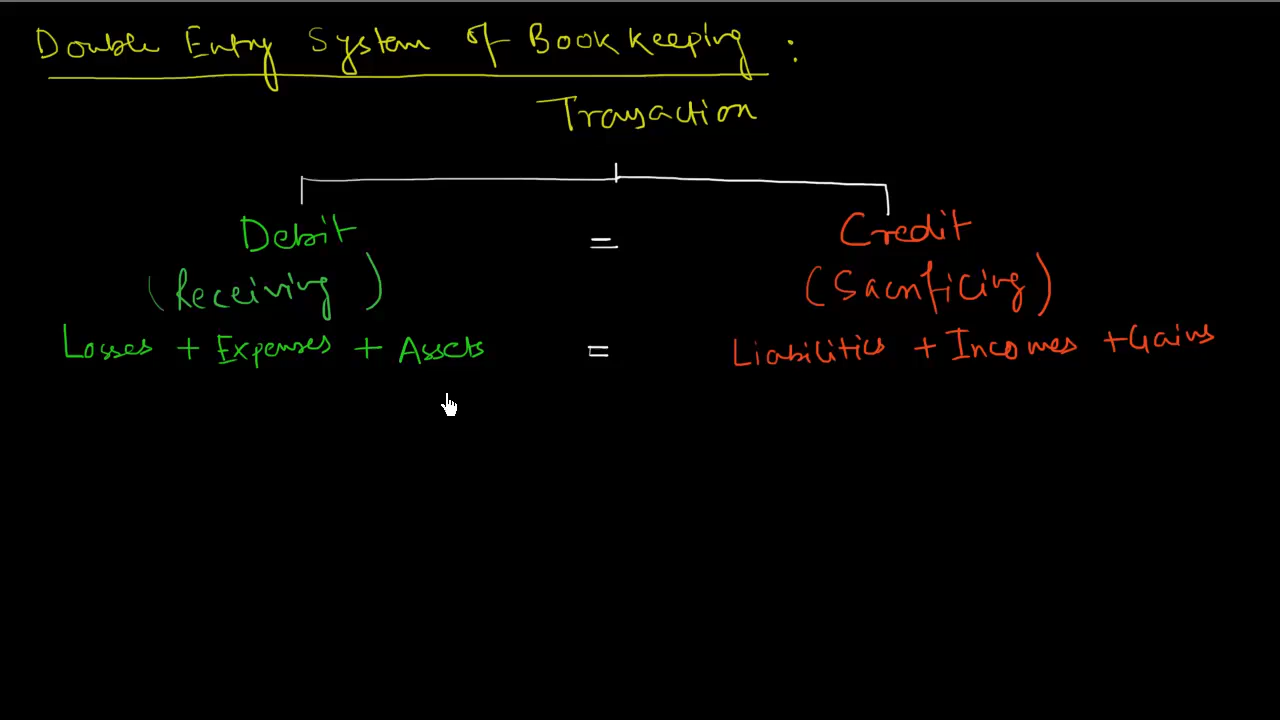 Double Entry System of Bookkeeping :
Transaction
Debit = Credit
(Receiving) (Sacrificing)
Losses + Expenses + Assets = Liabilities + Incomes + Gains